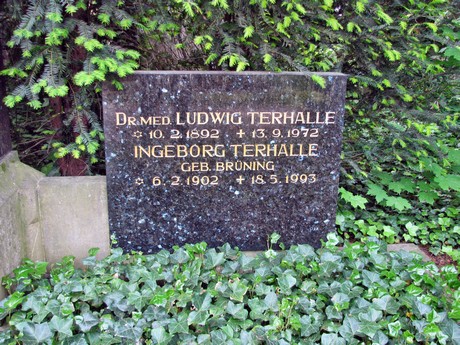 DR. MED. LUDWIG TERHALLE
* 10.2.1892 + 13.9.1972
INGEBORG TERHALLE
GEB. BRÜNING
* 6.2.1902 + 18.5.1993